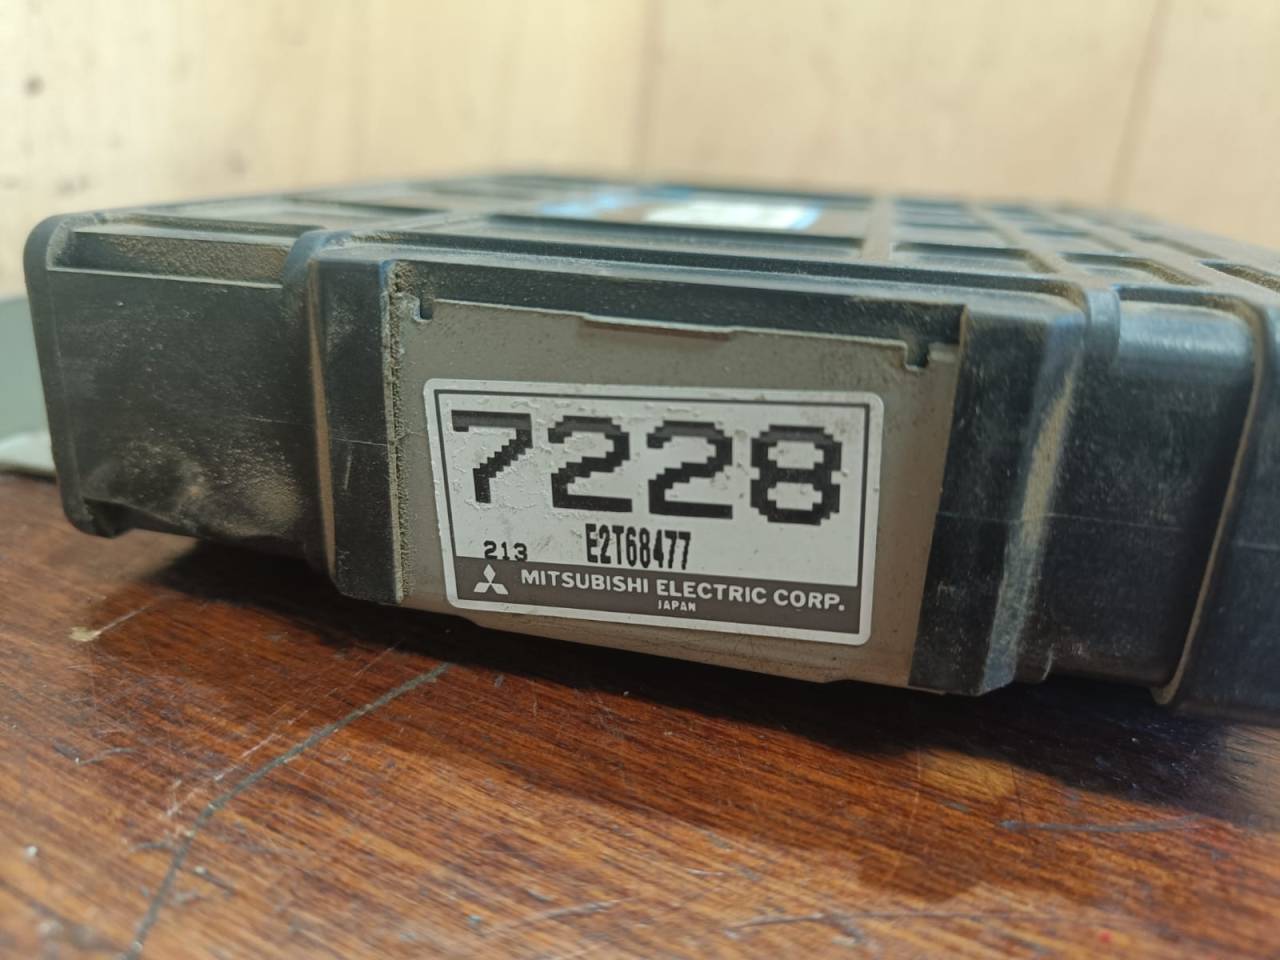 7228
213 E2T68477
MITSUBISHI ELECTRIC CORP.
JAPAN